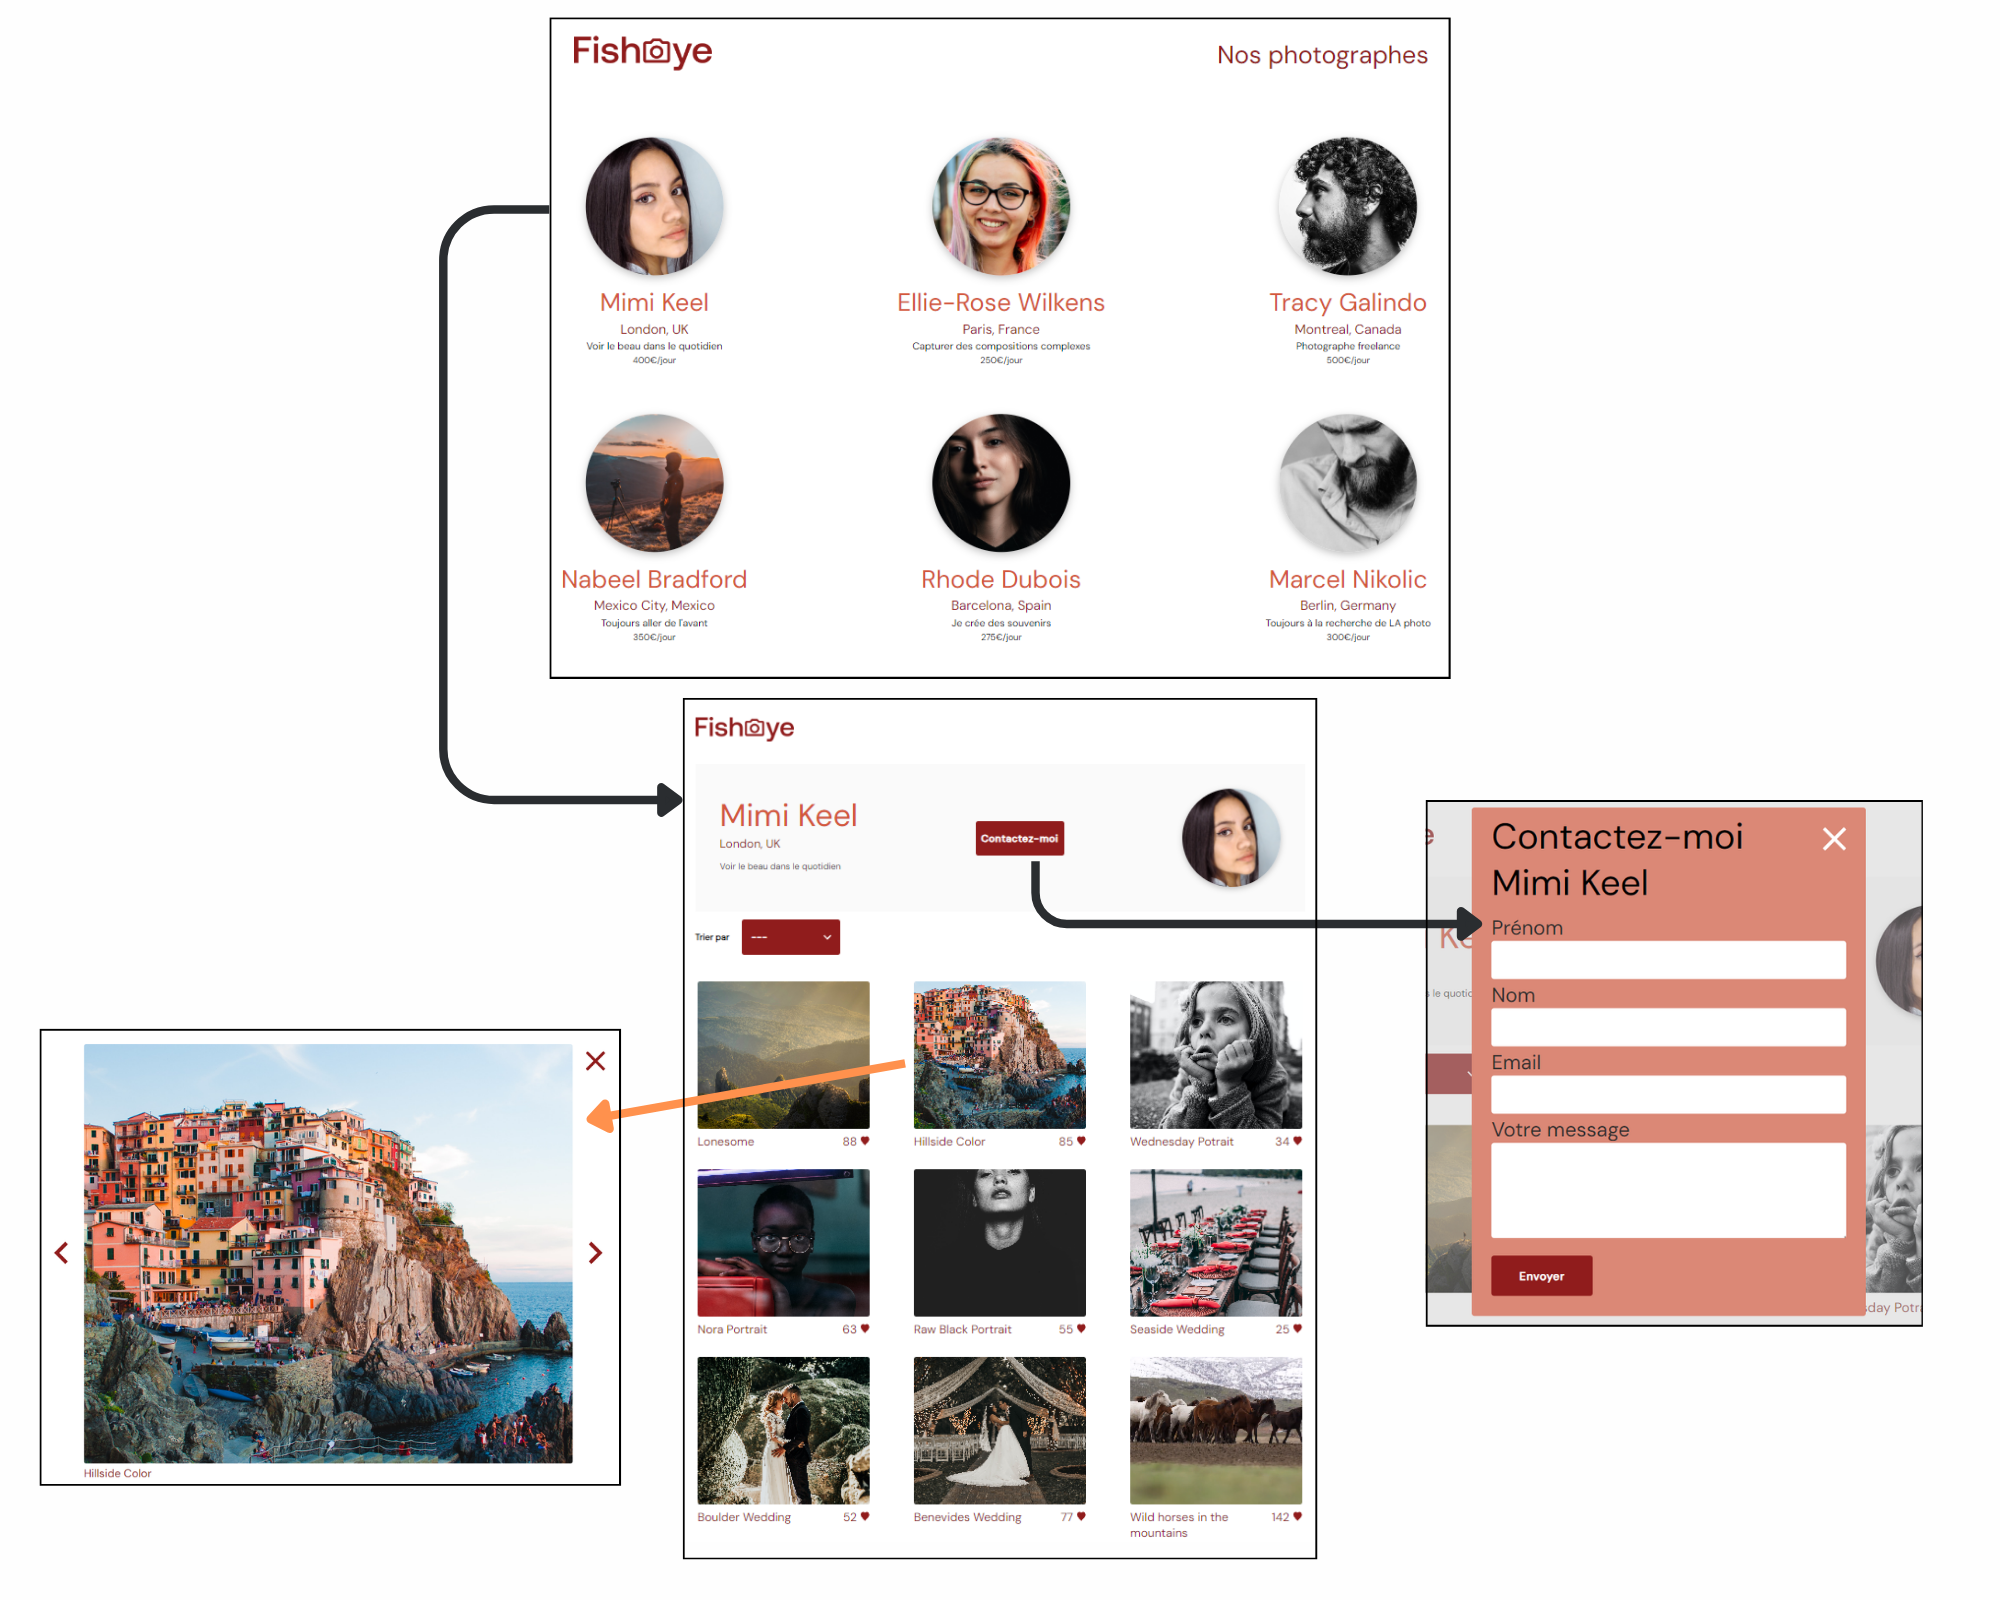 Fisheye
Nos photographes
Mimi Keel
London, UK
Voir le beau dans le quotidien
400€/jour
Ellie-Rose Wilkens
Paris, France
Capturer des compositions complexes
250€/jour
Tracy Galindo
Montreal, Canada
Photographe freelance
500€/jour
Nabeel Bradford
Mexico City, Mexico
Toujours aller de l'avant
350€/jour
Rhode Dubois
Barcelona, Spain
Je crée des souvenirs
275€/jour
Marcel Nikolic
Berlin, Germany
Toujours à la recherche de LA photo
300€/jour
Fisheye
Mimi Keel
London, UK
Voir le beau dans le quotidien
Contactez-moi
Trier par
---
Lonesome 88
Hillside Color 85
Wednesday Potrait 34
Nora Portrait 63
Raw Black Portrait 55
Seaside Wedding 25
Boulder Wedding 52
Benevides Wedding 77
Wild horses in the 142
mountains
Hillside Color
Contactez-moi
Mimi Keel
Prénom
Nom
Email
Votre message
Envoyer
e
Ke
le quotid
day Potr